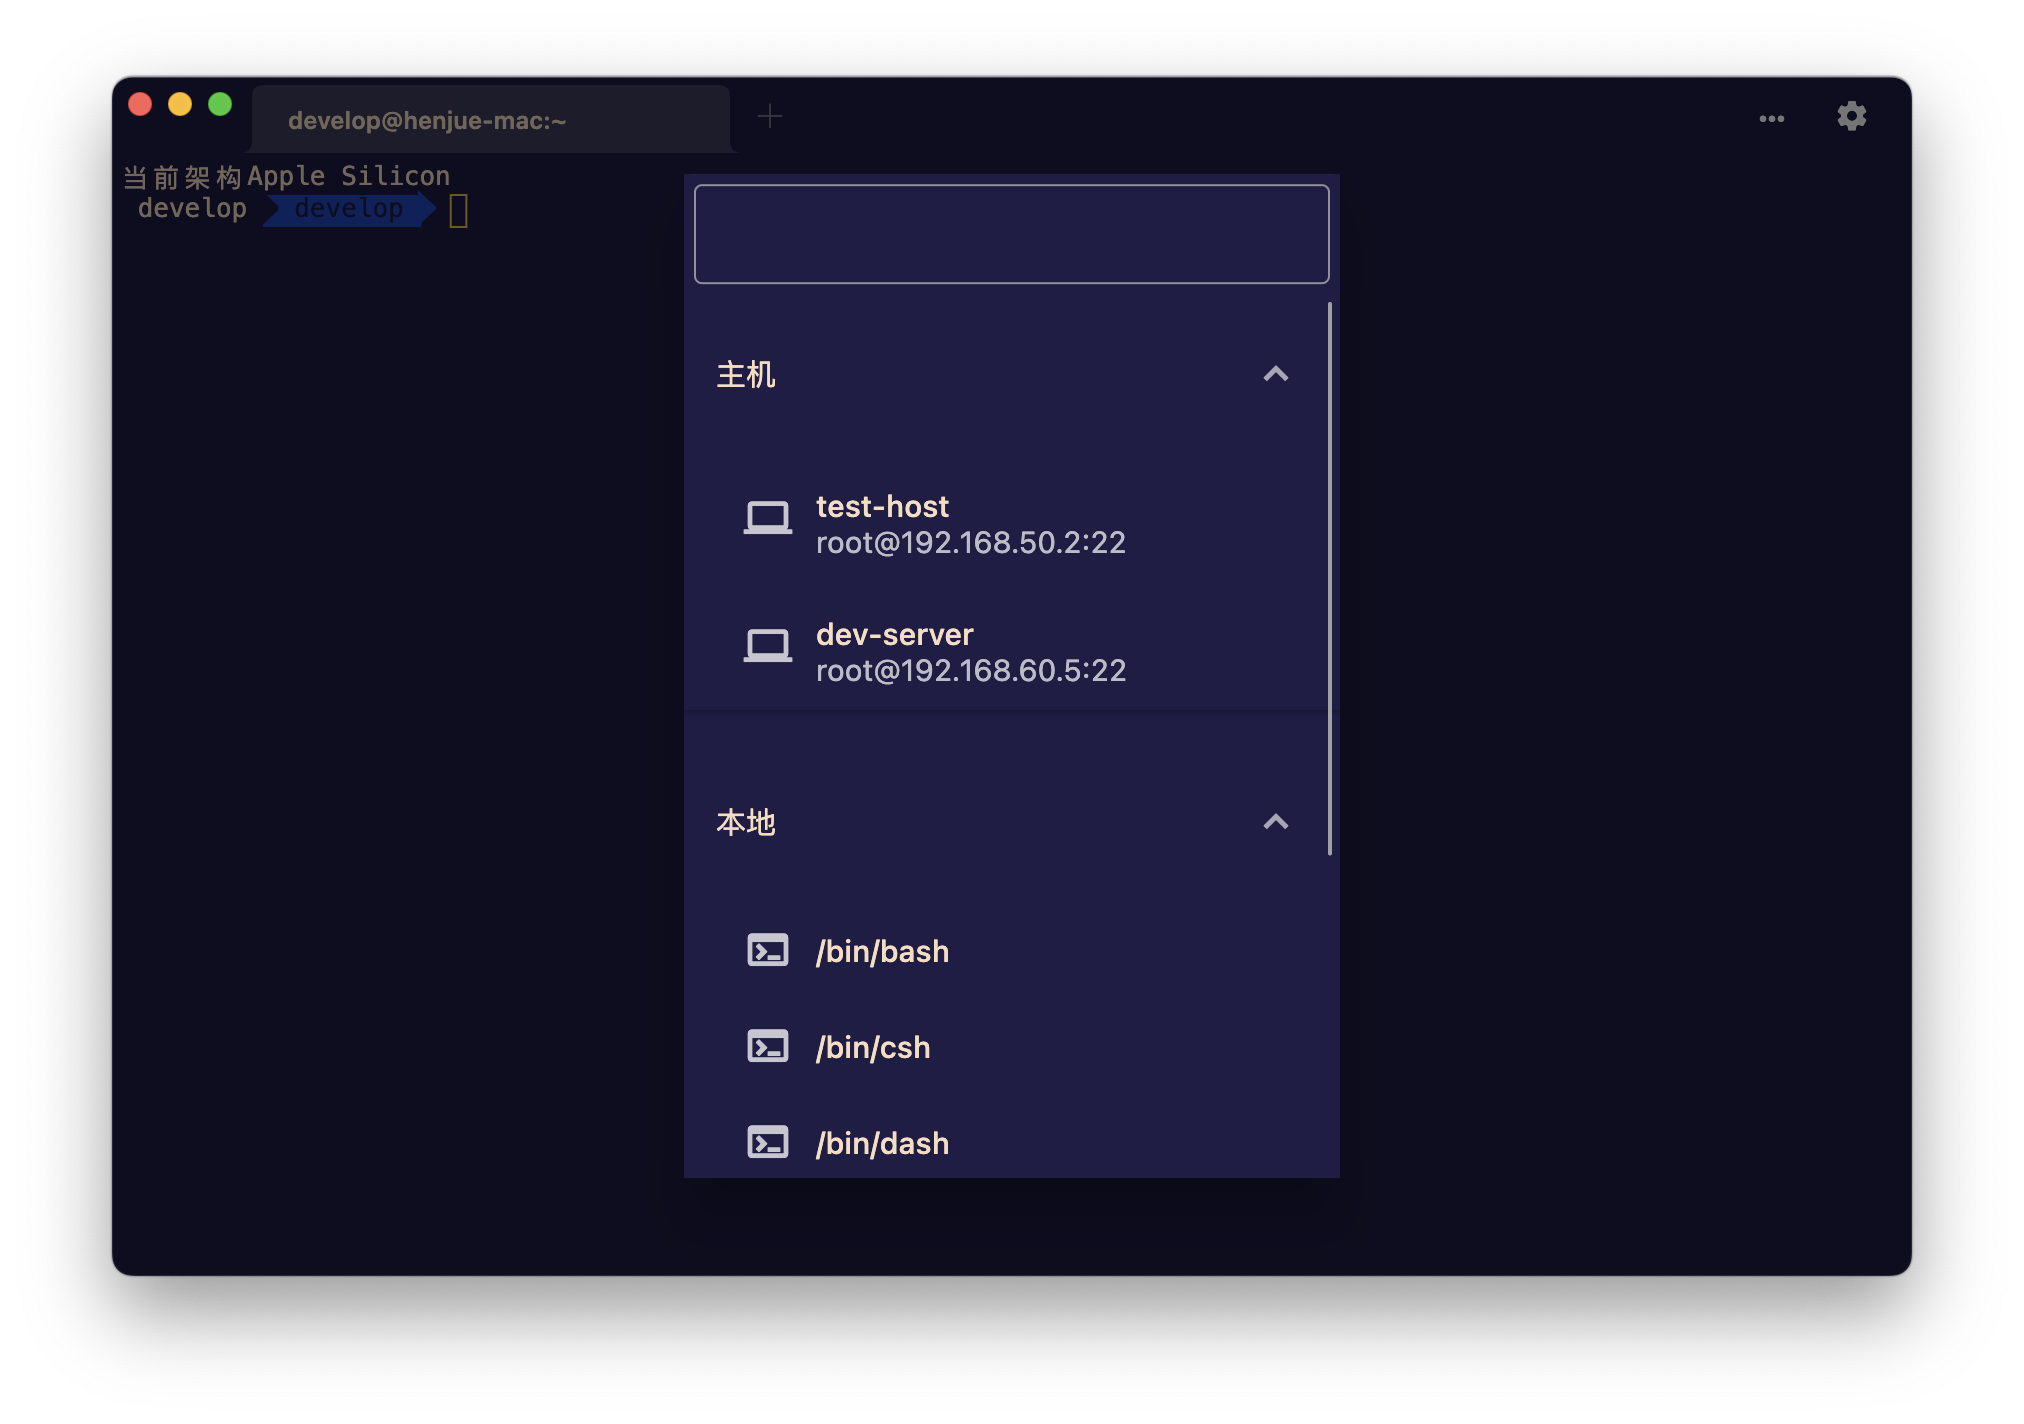 develop@henjue-mac:~
当前架构Apple Silicon
develop develop
主机
test-host
root@192.168.50.2:22
dev-server
root@192.168.60.5:22
本地
/bin/bash
/bin/csh
/bin/dash